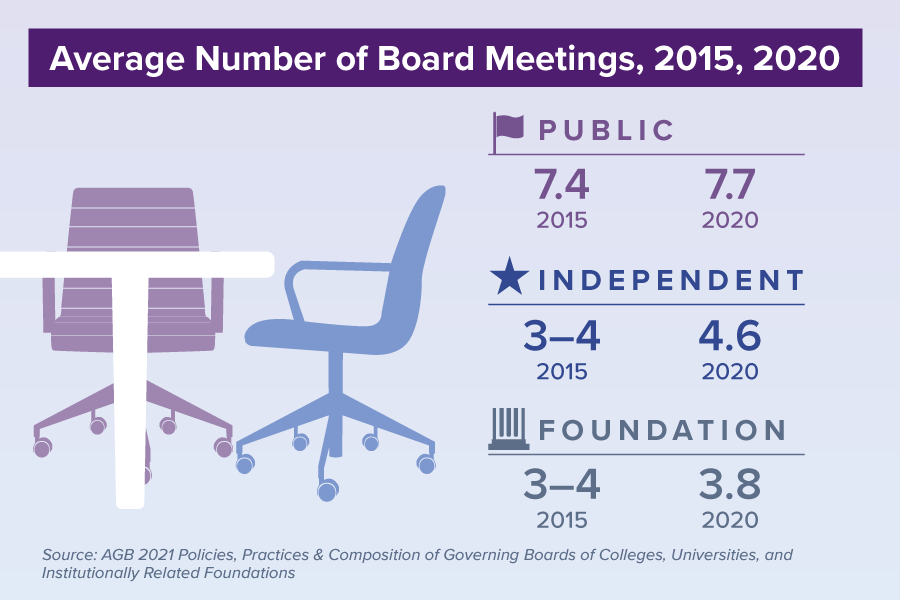 Average Number of Board Meetings, 2015, 2020
PUBLIC
7.4 7.7
2015 2020
INDEPENDENT
3–4 4.6
2015 2020
FOUNDATION
3–4 3.8
2015 2020
Source: AGB 2021 Policies, Practices & Composition of Governing Boards of Colleges, Universities, and
Institutionally Related Foundations